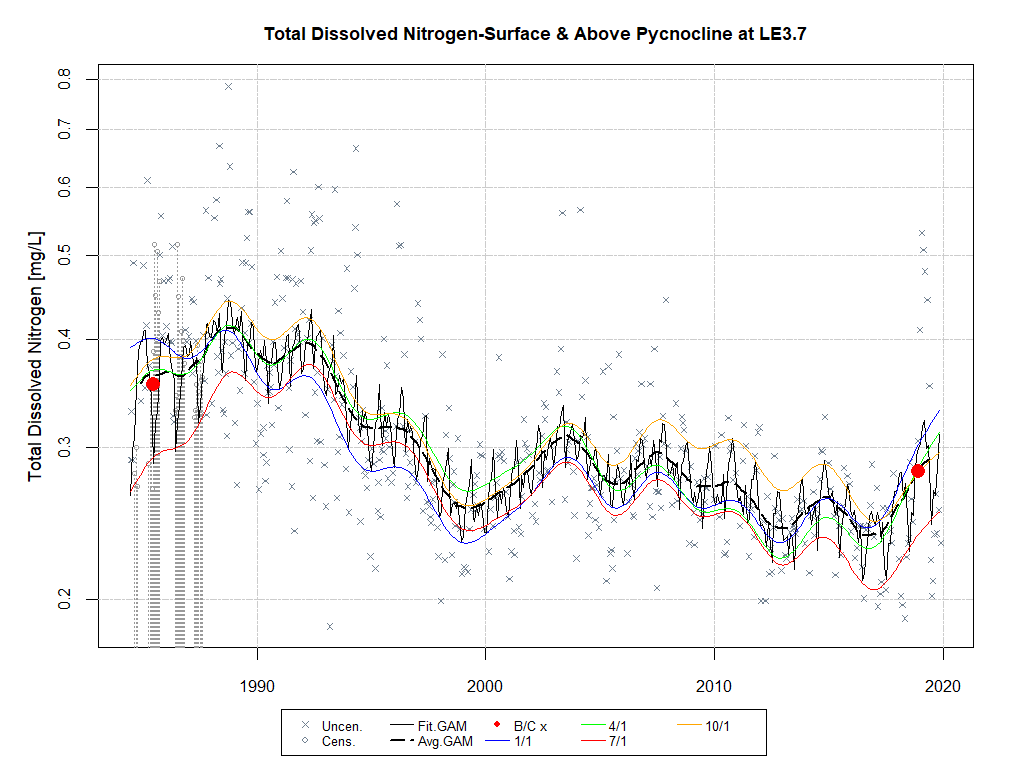 Total Dissolved Nitrogen-Surface & Above Pycnocline at LE3.7
Total Dissolved Nitrogen [mg/L]
0.8
0.7
0.6
0.5
0.4
0.3
0.2
1990 2000 2010 2020
Uncen. Fit.GAM B/C x 4/1 10/1
Cens. Avg.GAM 1/1 7/1